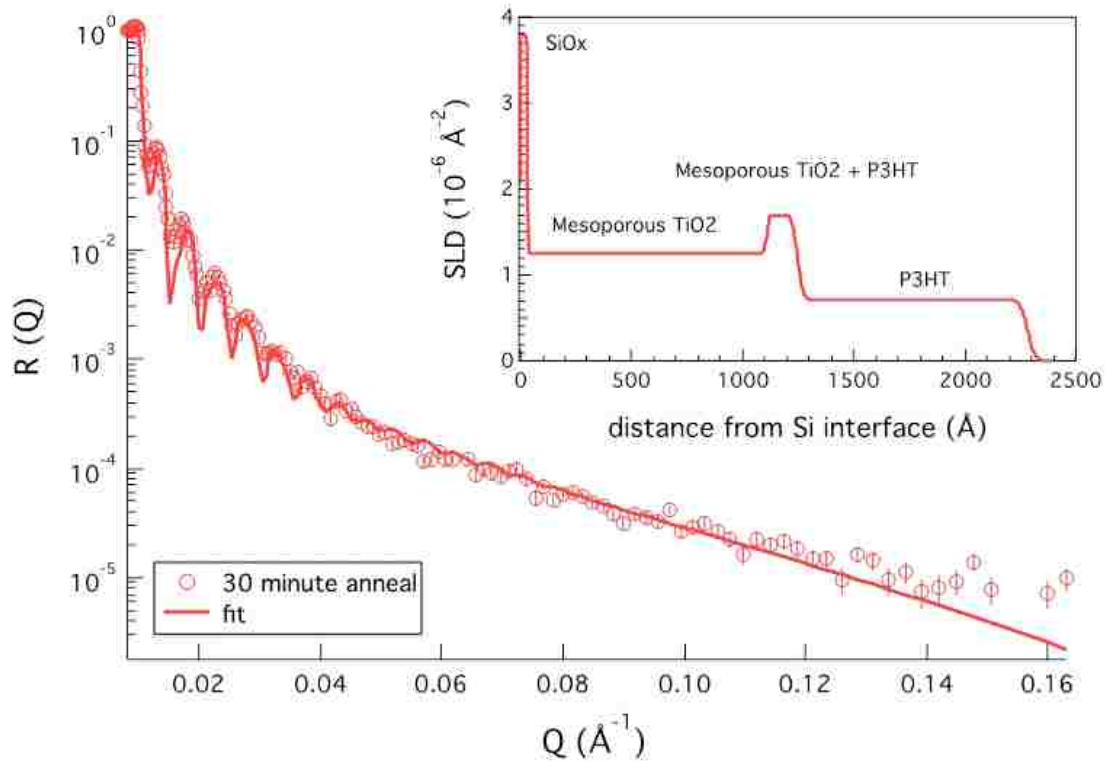 R (Q)
10^0
10^-1
10^-2
10^-3
10^-4
10^-5
30 minute anneal
fit
0.02 0.04 0.06 0.08 0.10 0.12 0.14 0.16
Q (Å^-1)
SLD (10^-6 Å^-2)
4
3
2
1
0
SiOx
Mesoporous TiO2 + P3HT
Mesoporous TiO2
P3HT
0 500 1000 1500 2000 2500
distance from Si interface (Å)